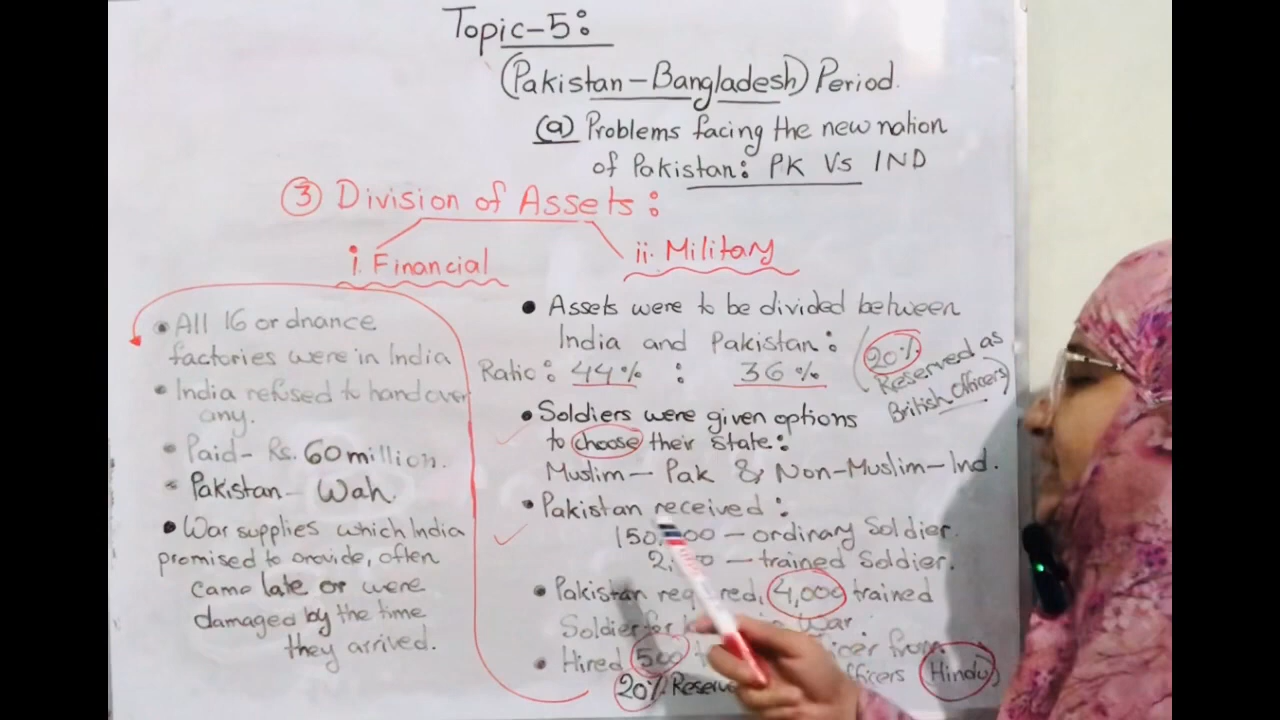 Topic-5:
(Pakistan-Bangladesh) Period.
(a) Problems facing the new nation
of Pakistan: PK Vs IND
③ Division of Assets:
i. Financial
ii. Military
• Assets were to be divided between
India and Pakistan:
Ratio: 44% : 36%
(20%
Reserved as
British Officers)
• Soldiers were given options
to choose their state:
Muslim- Pak & Non-Muslim-Ind.
• Pakistan received:
- ordinary Soldier.
- trained Soldier.
• Pakistan 4,000 trained
Soldier for War
• Hired 500 from
20% officers Hindu)
• All 16 ordnance
factories were in India
• India refused to handover
any.
• Paid- Rs. 60 million.
• Pakistan- Wah.
• War supplies which India
promised to provide, often
came late or were
damaged by the time
they arrived.